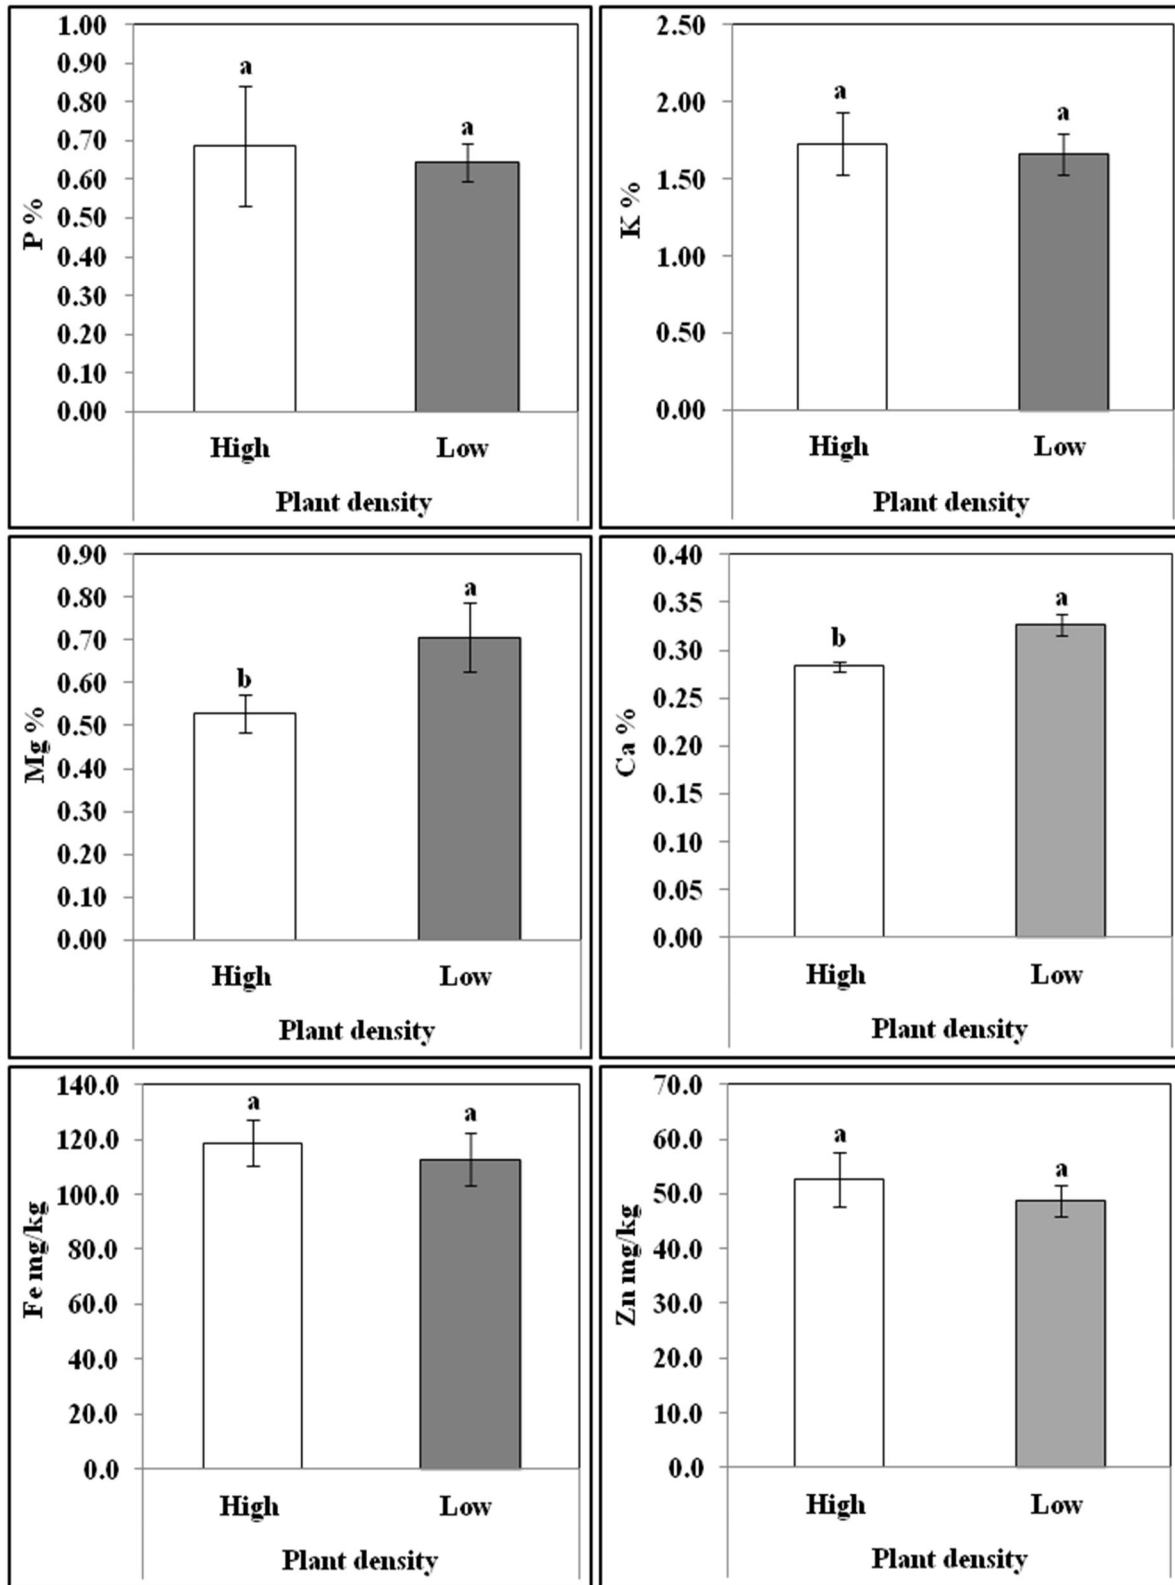 P %
1.00
0.90
0.80
0.70
0.60
0.50
0.40
0.30
0.20
0.10
0.00
a
a
High Low
Plant density
K %
2.50
2.00
1.50
1.00
0.50
0.00
a
a
High Low
Plant density
Mg %
0.90
0.80
0.70
0.60
0.50
0.40
0.30
0.20
0.10
0.00
b
a
High Low
Plant density
Ca %
0.40
0.35
0.30
0.25
0.20
0.15
0.10
0.05
0.00
b
a
High Low
Plant density
Fe mg/kg
140.0
120.0
100.0
80.0
60.0
40.0
20.0
0.0
a
a
High Low
Plant density
Zn mg/kg
70.0
60.0
50.0
40.0
30.0
20.0
10.0
0.0
a
a
High Low
Plant density